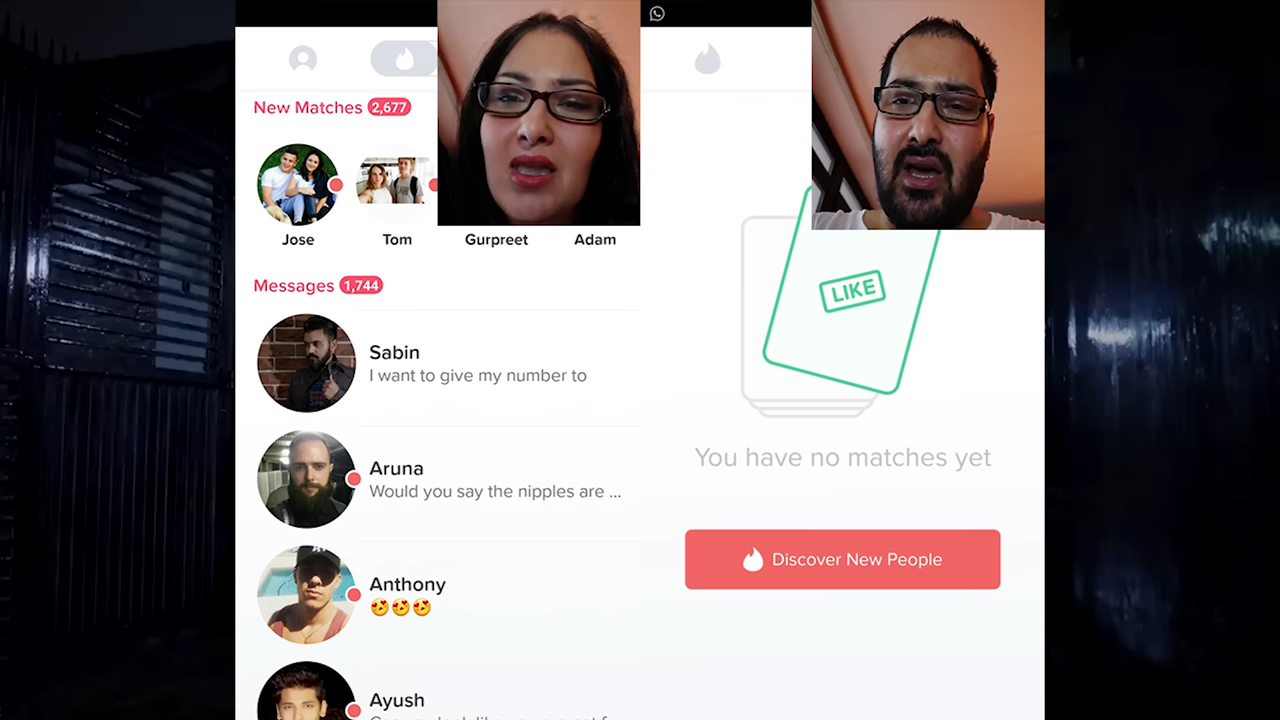 New Matches 2,677
Jose
Tom
Gurpreet
Adam
Messages 1,744
Sabin
I want to give my number to
Aruna
Would you say the nipples are ...
Anthony
Ayush
LIKE
You have no matches yet
Discover New People